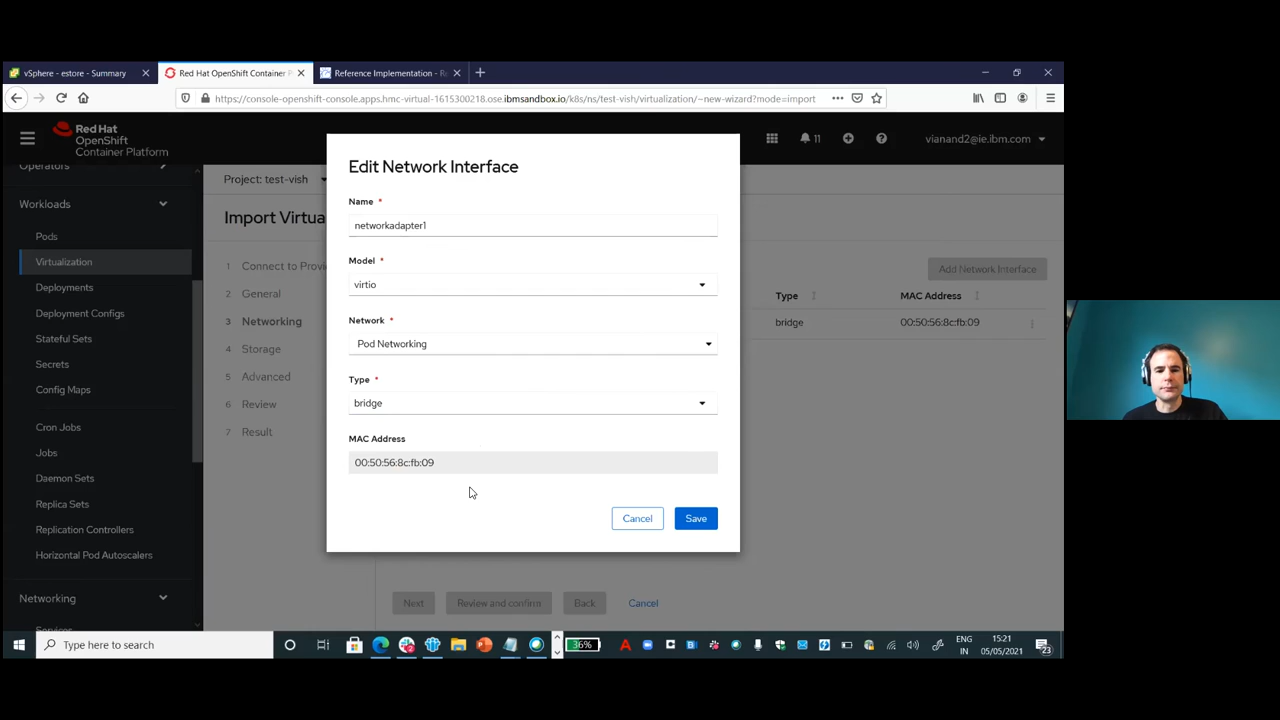 vSphere - estore - Summary
Red Hat OpenShift Container P
Reference Implementation - Re
https://console-openshift-console.apps.hmc-virtual-1615300218.ose.ibmsandbox.io/k8s/ns/test-vish/virtualization/~new-wizard?mode=import
Red Hat
OpenShift
Container Platform
11
vianand2@ie.ibm.com
Operators
Workloads
Pods
Virtualization
Deployments
Deployment Configs
Stateful Sets
Secrets
Config Maps
Cron Jobs
Jobs
Daemon Sets
Replica Sets
Replication Controllers
Horizontal Pod Autoscalers
Networking
Services
Project: test-vish
Import Virtua
1 Connect to Provi
2 General
3 Networking
4 Storage
5 Advanced
6 Review
7 Result
Edit Network Interface
Name *
networkadapter1
Model *
virtio
Network *
Pod Networking
Type *
bridge
MAC Address
00:50:56:8c:fb:09
Cancel Save
Add Network Interface
Type MAC Address
bridge 00:50:56:8c:fb:09
Next Review and confirm Back Cancel
Type here to search
36%
ENG
IN
15:21
05/05/2021
23